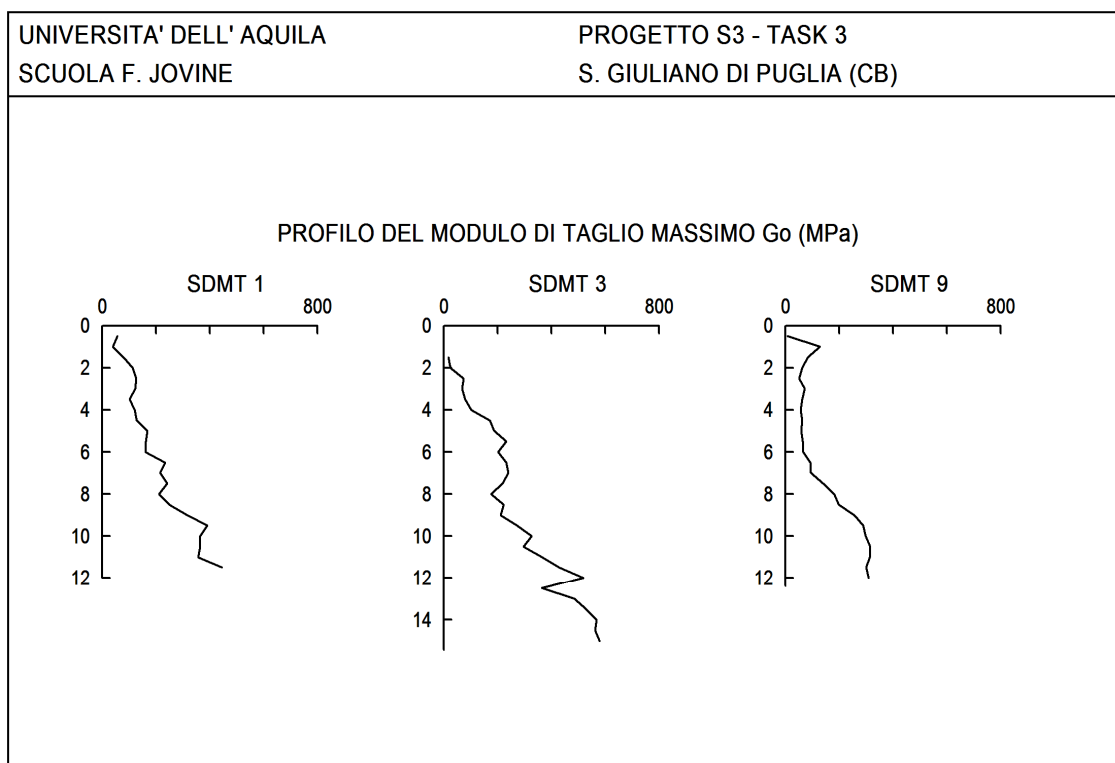 UNIVERSITA' DELL' AQUILA PROGETTO S3 - TASK 3
SCUOLA F. JOVINE S. GIULIANO DI PUGLIA (CB)
PROFILO DEL MODULO DI TAGLIO MASSIMO Go (MPa)
SDMT 1 SDMT 3 SDMT 9
0 800 0 800 0 800
0 0 0
2 2 2
4 4 4
6 6 6
8 8 8
10 10 10
12 12 12
14